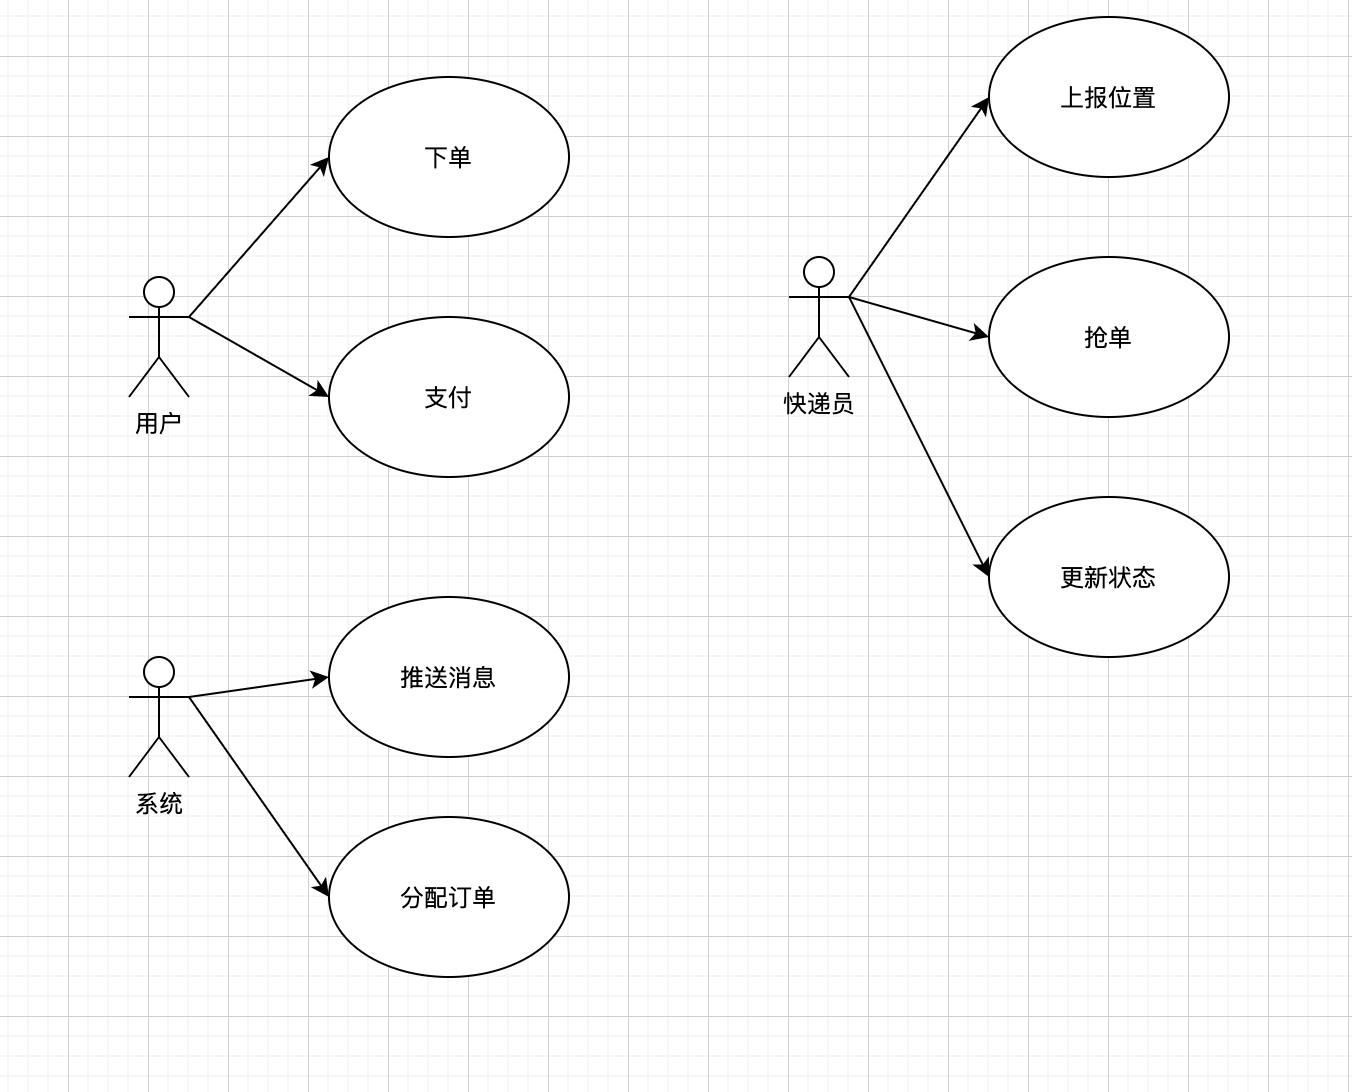 下单
支付
用户
上报位置
抢单
快递员
更新状态
推送消息
系统
分配订单